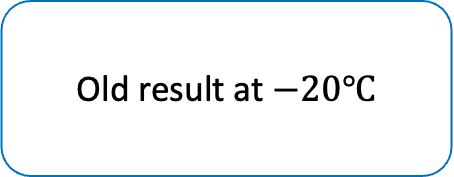 Old result at −20℃